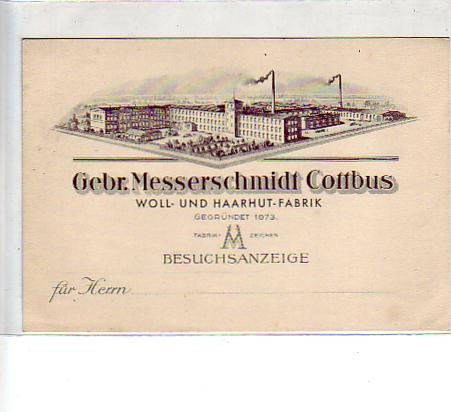 Gebr. Messerschmidt Cottbus
WOLL- UND HAARHUT-FABRIK
GEGRÜNDET 1873.
FABRIK- M ZEICHEN
BESUCHSANZEIGE
für Herrn